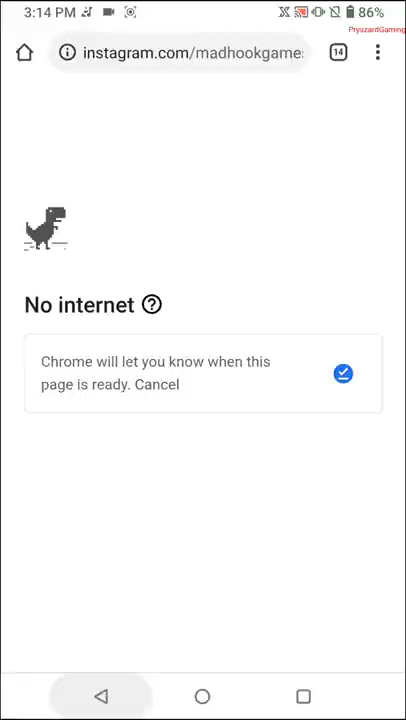 3:14 PM
86%
PryszardGaming
instagram.com/madhookgame
14
No internet
Chrome will let you know when this
page is ready. Cancel